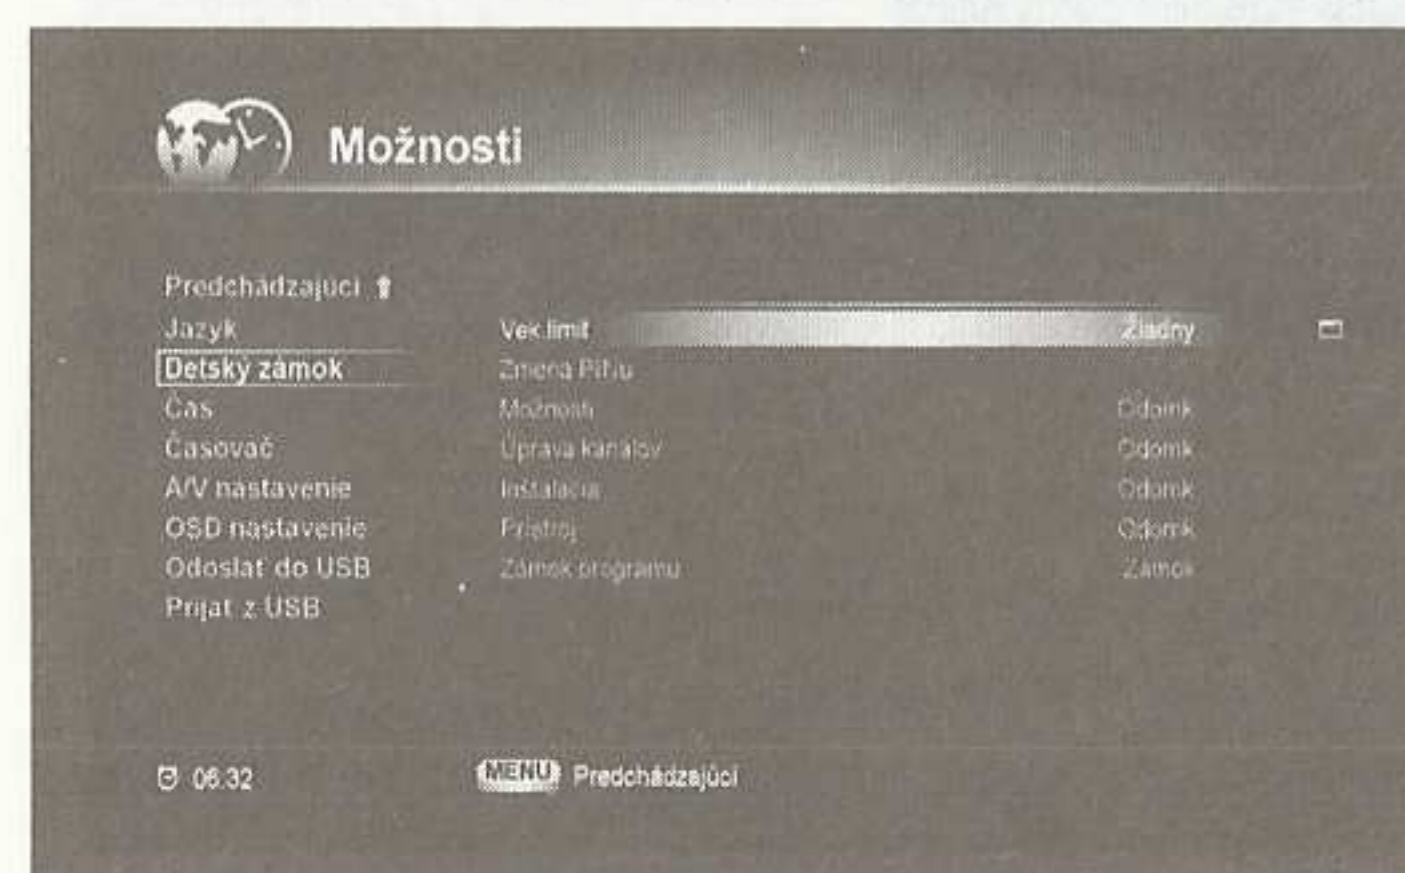 Možnosti
Predchádzajúci
Jazyk Vek.limit Žiadny
Detský zámok Zmena PINu
Čas Možnosti Odomk
Časovač Úprava kanálov Odomk
A/V nastavenie Inštalácia Odomk
OSD nastavenie Prístroj Odomk
Odoslať do USB Zámok programu Zámok
Prijať z USB
06.32 MENU Predchádzajúci